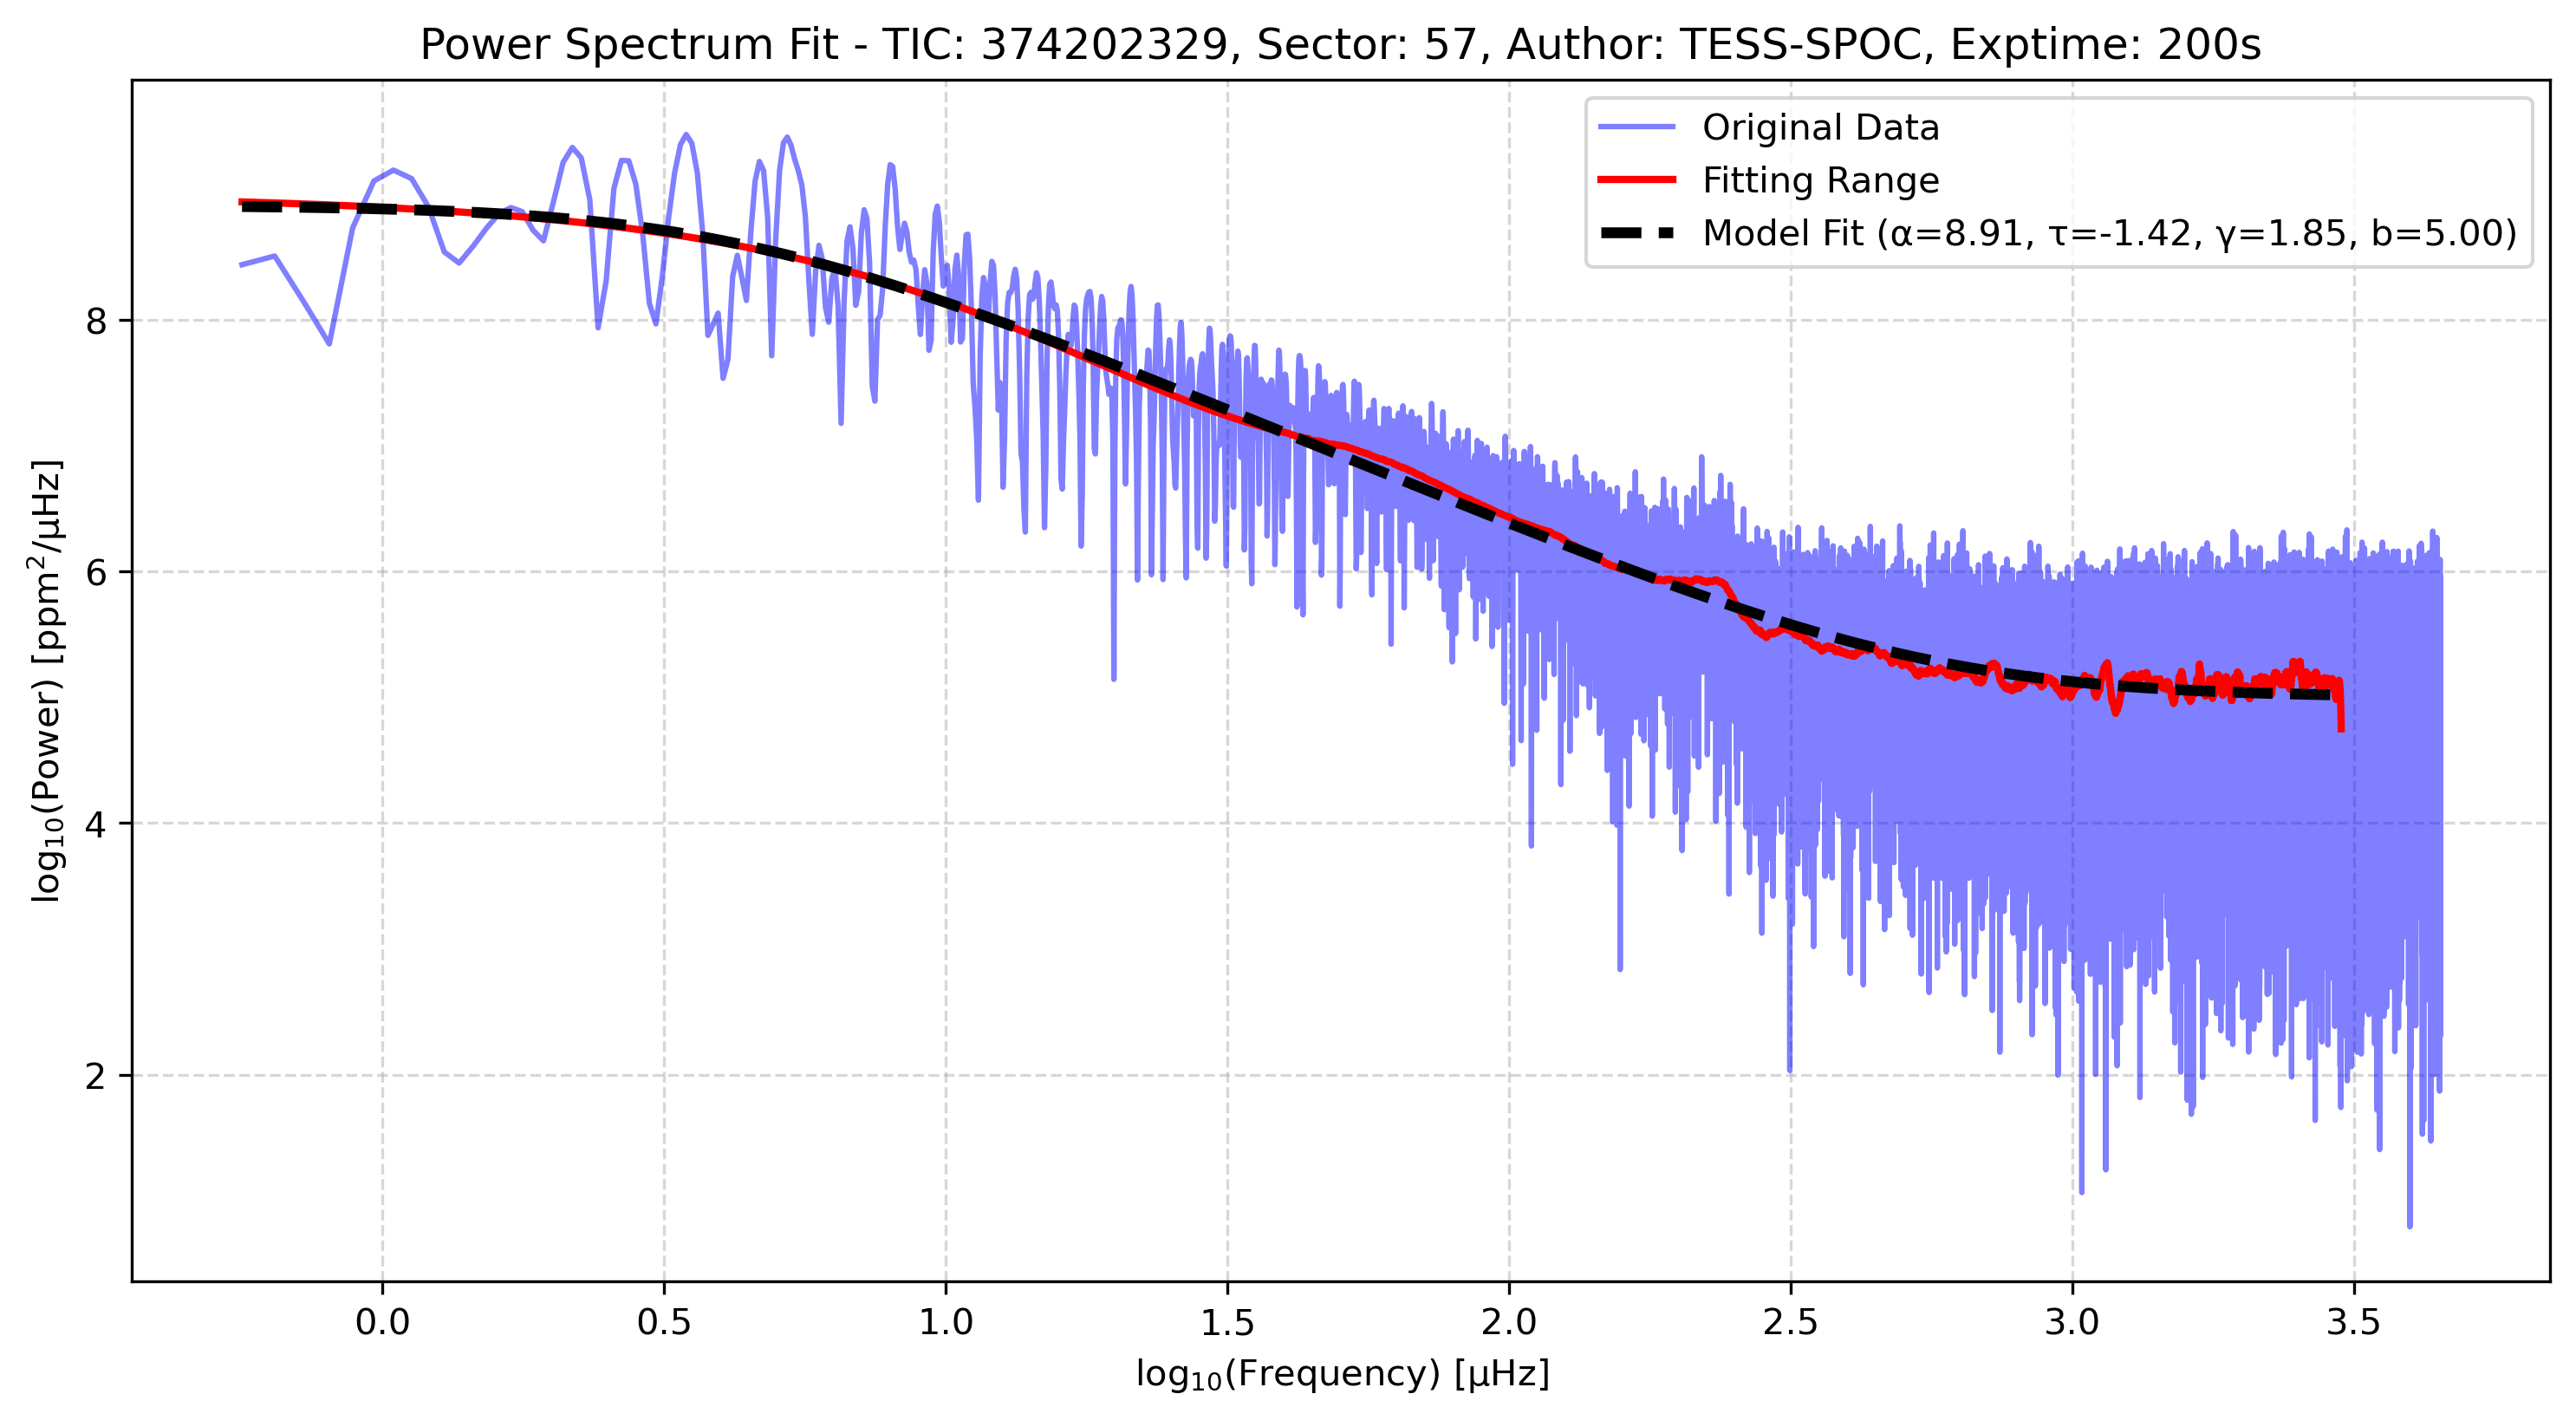 Power Spectrum Fit - TIC: 374202329, Sector: 57, Author: TESS-SPOC, Exptime: 200s
Original Data
Fitting Range
Model Fit (α=8.91, τ=-1.42, γ=1.85, b=5.00)
log₁₀(Power) [ppm²/μHz]
8
6
4
2
0.0 0.5 1.0 1.5 2.0 2.5 3.0 3.5
log₁₀(Frequency) [μHz]